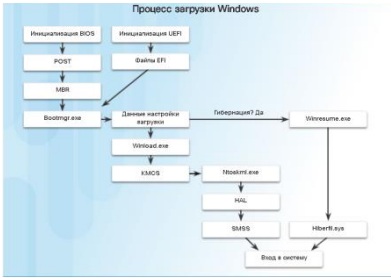 Процесс загрузки Windows
Инициализация BIOS
Инициализация UEFI
POST
Файлы EFI
MBR
Bootmgr.exe
Данные настройки
загрузки
Гибернация? Да
Winresume.exe
Winload.exe
KMOS
Ntoskrnl.exe
HAL
SMSS
Hiberfil.sys
Вход в систему